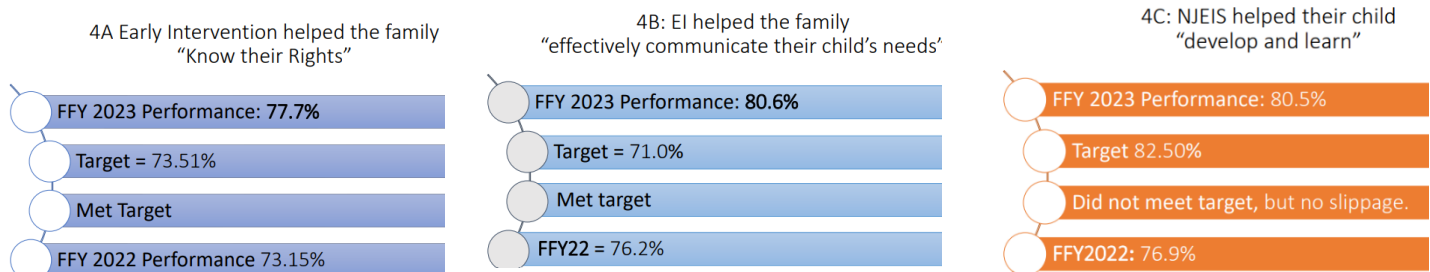 4A Early Intervention helped the family
“Know their Rights”
FFY 2023 Performance: 77.7%
Target = 73.51%
Met Target
FFY 2022 Performance 73.15%
4B: EI helped the family
“effectively communicate their child’s needs”
FFY 2023 Performance: 80.6%
Target = 71.0%
Met target
FFY22 = 76.2%
4C: NJEIS helped their child
“develop and learn”
FFY 2023 Performance: 80.5%
Target 82.50%
Did not meet target, but no slippage.
FFY2022: 76.9%